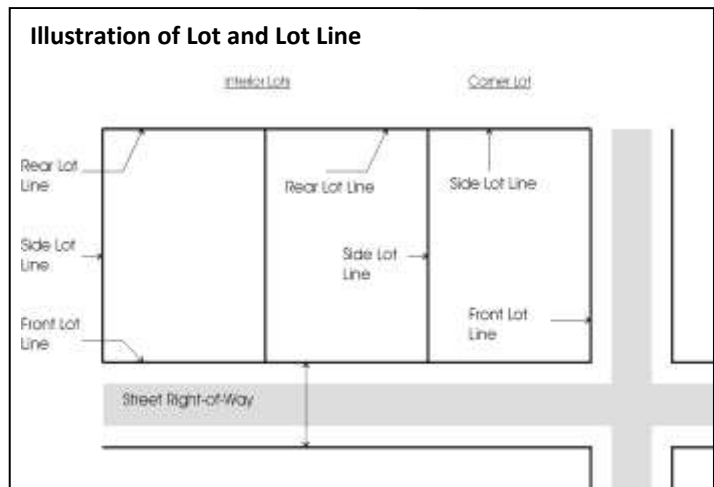 Illustration of Lot and Lot Line
Interior Lots
Corner Lot
Rear Lot
Line
Rear Lot Line
Side Lot Line
Side Lot
Line
Side Lot
Line
Front Lot
Line
Front Lot
Line
Street Right-of-Way